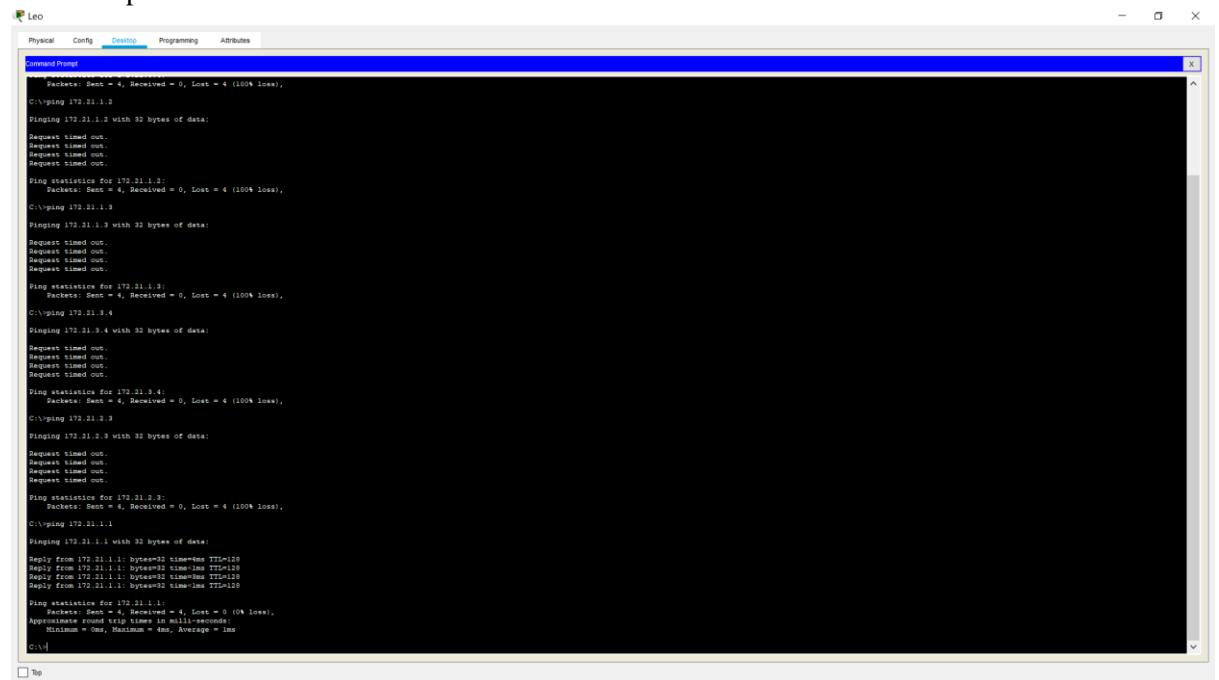 Leo
Physical Config Desktop Programming Attributes
Command Prompt
X
Packets: Sent = 4, Received = 0, Lost = 4 (100% loss),
C:\>ping 172.21.1.2
Pinging 172.21.1.2 with 32 bytes of data:
Request timed out.
Request timed out.
Request timed out.
Request timed out.
Ping statistics for 172.21.1.2:
Packets: Sent = 4, Received = 0, Lost = 4 (100% loss),
C:\>ping 172.21.1.3
Pinging 172.21.1.3 with 32 bytes of data:
Request timed out.
Request timed out.
Request timed out.
Request timed out.
Ping statistics for 172.21.1.3:
Packets: Sent = 4, Received = 0, Lost = 4 (100% loss),
C:\>ping 172.21.3.4
Pinging 172.21.3.4 with 32 bytes of data:
Request timed out.
Request timed out.
Request timed out.
Request timed out.
Ping statistics for 172.21.3.4:
Packets: Sent = 4, Received = 0, Lost = 4 (100% loss),
C:\>ping 172.21.2.3
Pinging 172.21.2.3 with 32 bytes of data:
Request timed out.
Request timed out.
Request timed out.
Request timed out.
Ping statistics for 172.21.2.3:
Packets: Sent = 4, Received = 0, Lost = 4 (100% loss),
C:\>ping 172.21.1.1
Pinging 172.21.1.1 with 32 bytes of data:
Reply from 172.21.1.1: bytes=32 time=4ms TTL=128
Reply from 172.21.1.1: bytes=32 time<1ms TTL=128
Reply from 172.21.1.1: bytes=32 time=3ms TTL=128
Reply from 172.21.1.1: bytes=32 time<1ms TTL=128
Ping statistics for 172.21.1.1:
Packets: Sent = 4, Received = 4, Lost = 0 (0% loss),
Approximate round trip times in milli-seconds:
Minimum = 0ms, Maximum = 4ms, Average = 1ms
C:\>
Top